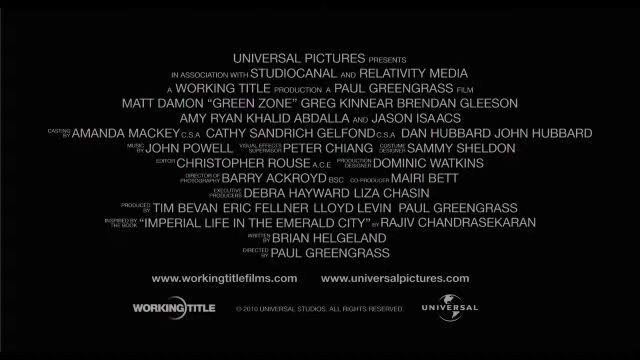 UNIVERSAL PICTURES PRESENTS
IN ASSOCIATION WITH STUDIOCANAL AND RELATIVITY MEDIA
A WORKING TITLE PRODUCTION A PAUL GREENGRASS FILM
MATT DAMON "GREEN ZONE" GREG KINNEAR BRENDAN GLEESON
AMY RYAN KHALID ABDALLA AND JASON ISAACS
CASTING BY AMANDA MACKEY C.S.A. CATHY SANDRICH GELFOND C.S.A. DAN HUBBARD JOHN HUBBARD
MUSIC BY JOHN POWELL VISUAL EFFECTS SUPERVISOR PETER CHIANG COSTUME DESIGNER SAMMY SHELDON
EDITOR CHRISTOPHER ROUSE A.C.E. PRODUCTION DESIGNER DOMINIC WATKINS
DIRECTOR OF PHOTOGRAPHY BARRY ACKROYD BSC CO-PRODUCER MAIRI BETT
EXECUTIVE PRODUCERS DEBRA HAYWARD LIZA CHASIN
PRODUCED BY TIM BEVAN ERIC FELLNER LLOYD LEVIN PAUL GREENGRASS
INSPIRED BY THE BOOK "IMPERIAL LIFE IN THE EMERALD CITY" BY RAJIV CHANDRASEKARAN
WRITTEN BY BRIAN HELGELAND
DIRECTED BY PAUL GREENGRASS
www.workingtitlefilms.com www.universalpictures.com
WORKING TITLE © 2010 UNIVERSAL STUDIOS. ALL RIGHTS RESERVED. UNIVERSAL